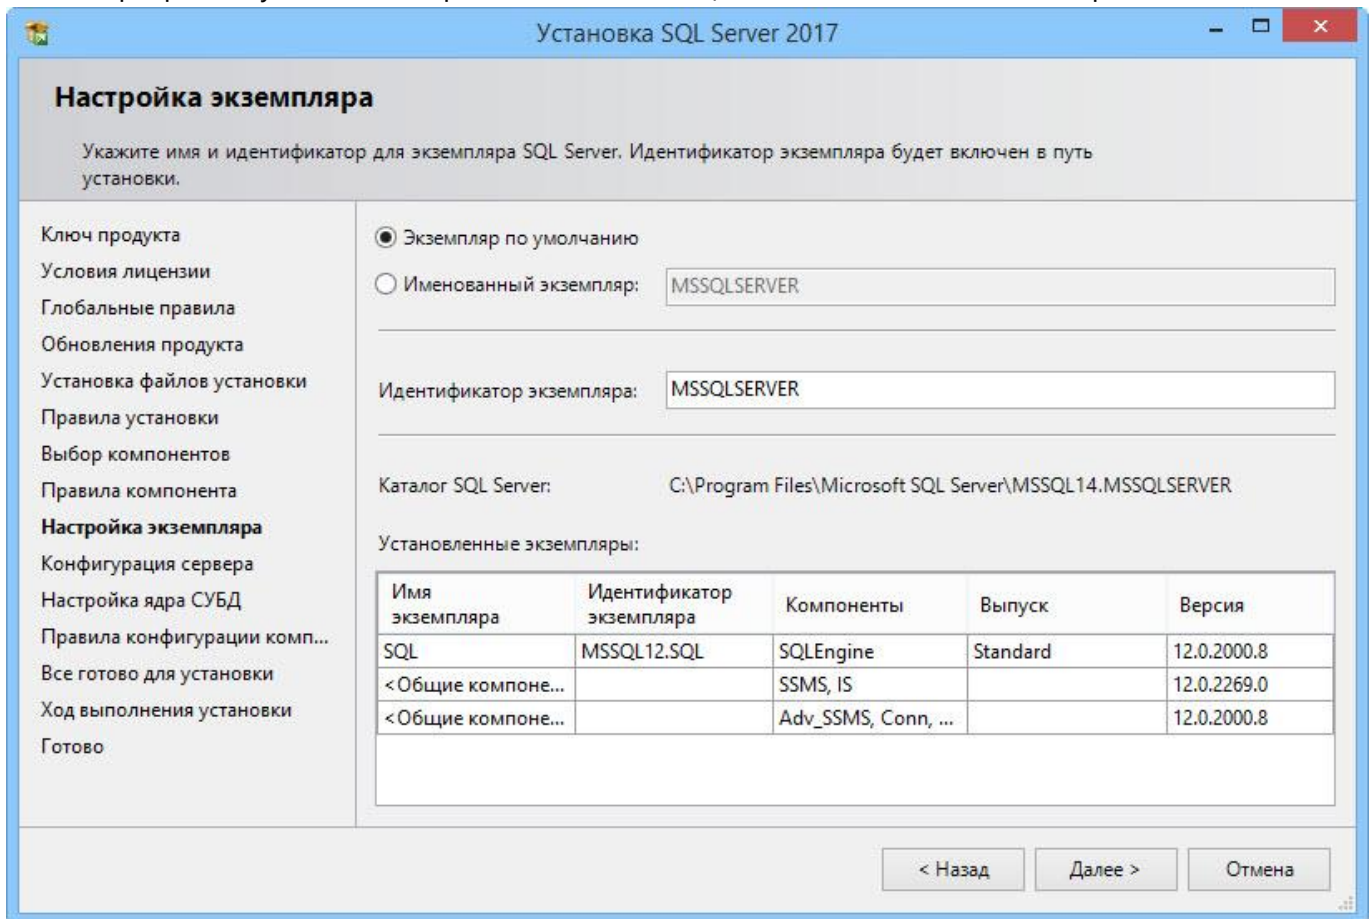 Установка SQL Server 2017
Настройка экземпляра
Укажите имя и идентификатор для экземпляра SQL Server. Идентификатор экземпляра будет включен в путь
установки.
Ключ продукта
Условия лицензии
Глобальные правила
Обновления продукта
Установка файлов установки
Правила установки
Выбор компонентов
Правила компонента
Настройка экземпляра
Конфигурация сервера
Настройка ядра СУБД
Правила конфигурации комп...
Все готово для установки
Ход выполнения установки
Готово
Экземпляр по умолчанию
Именованный экземпляр: MSSQLSERVER
Идентификатор экземпляра: MSSQLSERVER
Каталог SQL Server: C:\Program Files\Microsoft SQL Server\MSSQL14.MSSQLSERVER
Установленные экземпляры:
Имя экземпляра Идентификатор экземпляра Компоненты Выпуск Версия
SQL MSSQL12.SQL SQLEngine Standard 12.0.2000.8
<Общие компоне... SSMS, IS 12.0.2269.0
<Общие компоне... Adv_SSMS, Conn, ... 12.0.2000.8
< Назад Далее > Отмена